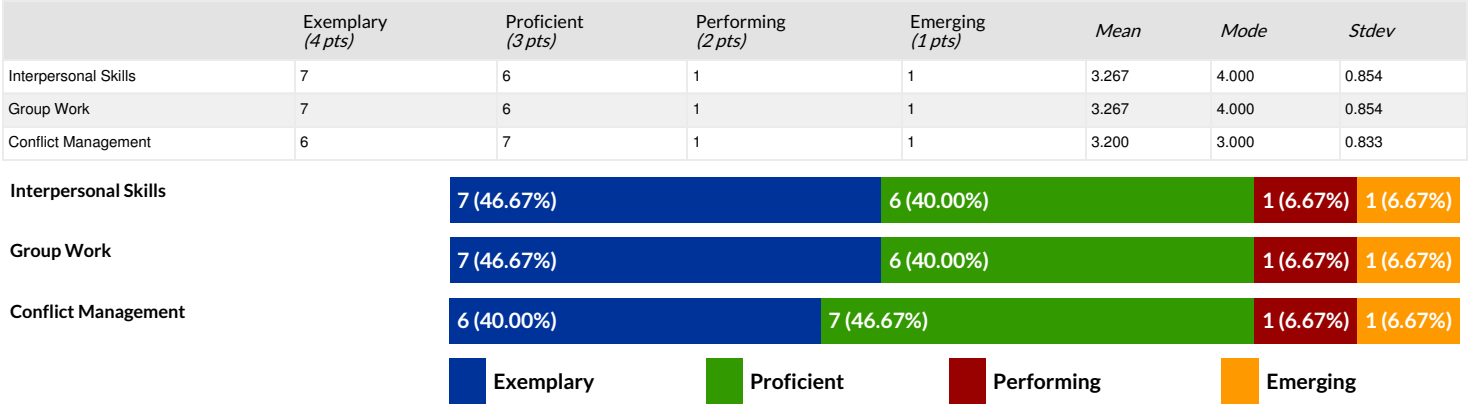 Exemplary Proficient Performing Emerging Mean Mode Stdev
(4 pts) (3 pts) (2 pts) (1 pts)
Interpersonal Skills 7 6 1 1 3.267 4.000 0.854
Group Work 7 6 1 1 3.267 4.000 0.854
Conflict Management 6 7 1 1 3.200 3.000 0.833
Interpersonal Skills 7 (46.67%) 6 (40.00%) 1 (6.67%) 1 (6.67%)
Group Work 7 (46.67%) 6 (40.00%) 1 (6.67%) 1 (6.67%)
Conflict Management 6 (40.00%) 7 (46.67%) 1 (6.67%) 1 (6.67%)
Exemplary Proficient Performing Emerging